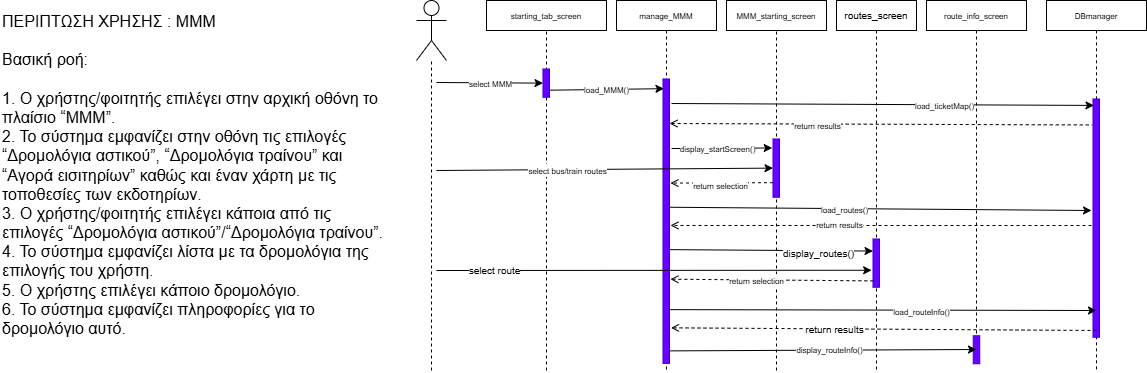 ΠΕΡΙΠΤΩΣΗ ΧΡΗΣΗΣ : ΜΜΜ
Βασική ροή:
1. Ο χρήστης/φοιτητής επιλέγει στην αρχική οθόνη το
πλαίσιο “ΜΜΜ”.
2. Το σύστημα εμφανίζει στην οθόνη τις επιλογές
“Δρομολόγια αστικού”, “Δρομολόγια τραίνου” και
“Αγορά εισιτηρίων” καθώς και έναν χάρτη με τις
τοποθεσίες των εκδοτηρίων.
3. Ο χρήστης/φοιτητής επιλέγει κάποια από τις
επιλογές “Δρομολόγια αστικού”/“Δρομολόγια τραίνου”.
4. Το σύστημα εμφανίζει λίστα με τα δρομολόγια της
επιλογής του χρήστη.
5. Ο χρήστης επιλέγει κάποιο δρομολόγιο.
6. Το σύστημα εμφανίζει πληροφορίες για το
δρομολόγιο αυτό.
starting_tab_screen
manage_MMM
MMM_starting_screen
routes_screen
route_info_screen
DBmanager
select MMM
load_MMM()
load_ticketMap()
return results
display_startScreen()
select bus/train routes
return selection
load_routes()
return results
display_routes()
select route
return selection
load_routeInfo()
return results
display_routeInfo()